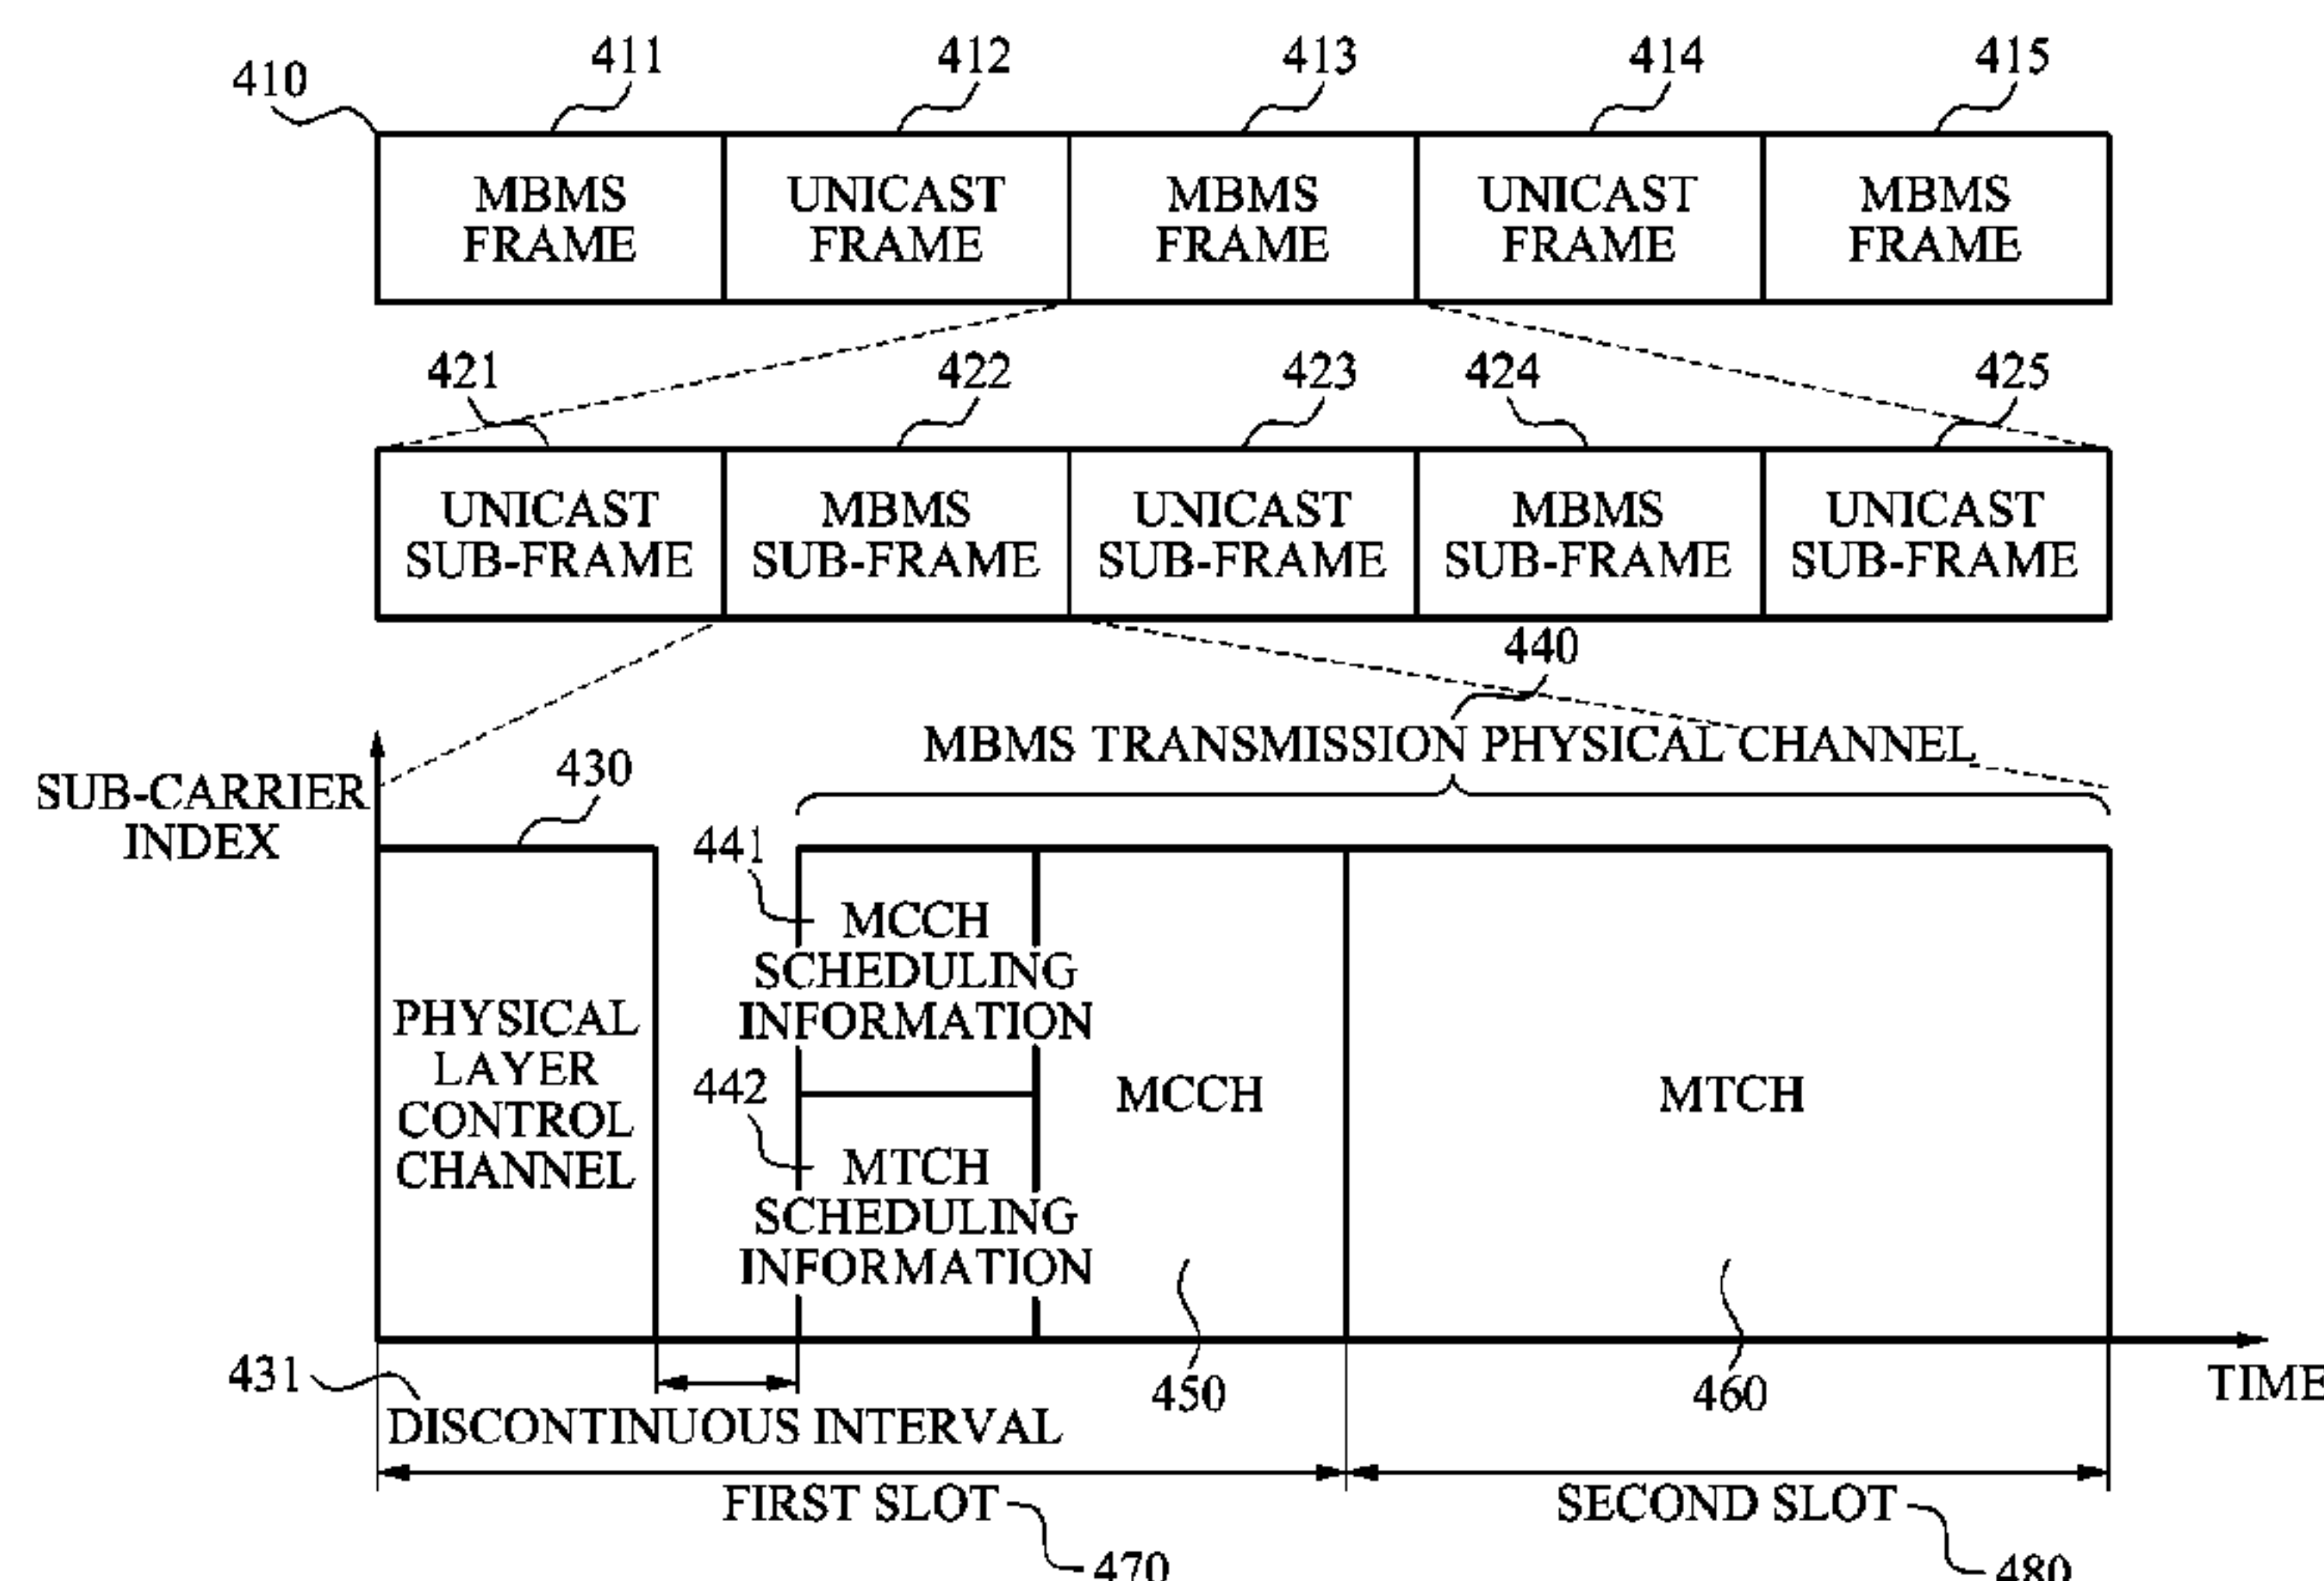 410 411 412 413 414 415
MBMS FRAME
UNICAST FRAME
MBMS FRAME
UNICAST FRAME
MBMS FRAME
421 422 423 424 425
UNICAST SUB-FRAME
MBMS SUB-FRAME
UNICAST SUB-FRAME
MBMS SUB-FRAME
UNICAST SUB-FRAME
440
MBMS TRANSMISSION PHYSICAL CHANNEL
SUB-CARRIER
INDEX
430
441
442
PHYSICAL
LAYER
CONTROL
CHANNEL
MCCH
SCHEDULING
INFORMATION
MTCH
SCHEDULING
INFORMATION
MCCH
MTCH
450
460
TIME
431
DISCONTINUOUS INTERVAL
FIRST SLOT
470
SECOND SLOT
480